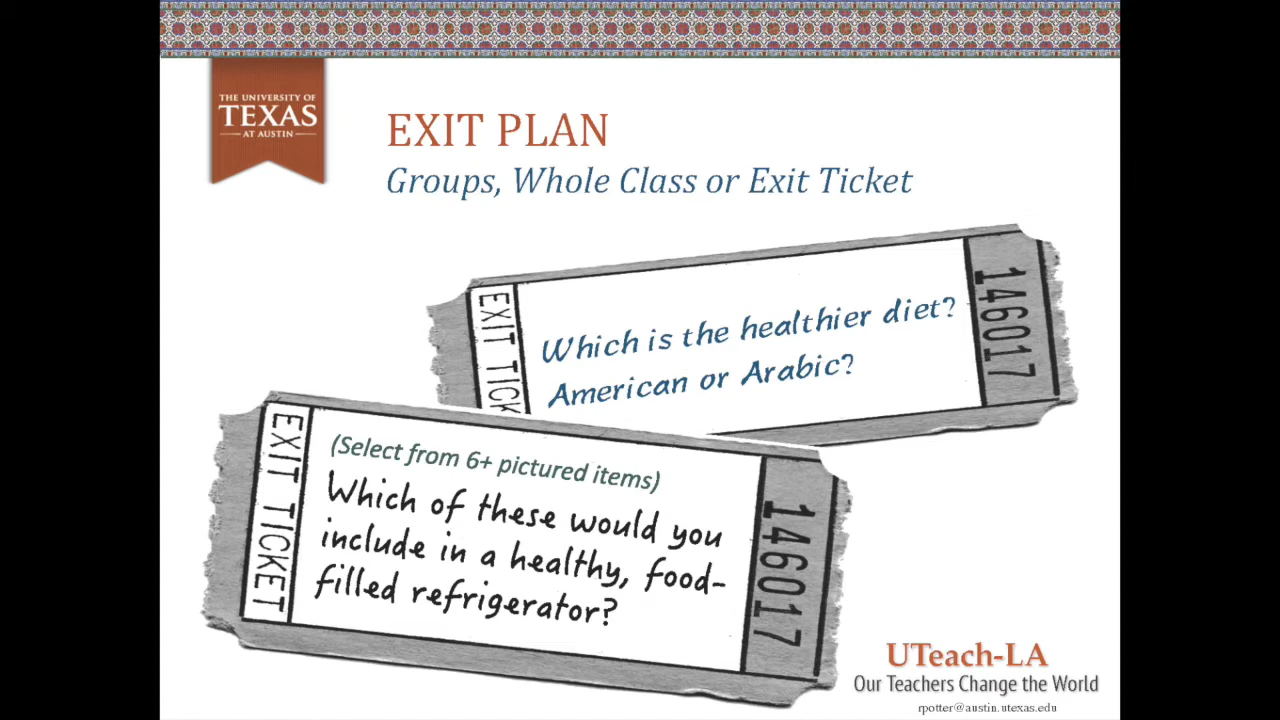 THE UNIVERSITY OF
TEXAS
AT AUSTIN
EXIT PLAN
Groups, Whole Class or Exit Ticket
EXIT TICK
Which is the healthier diet?
American or Arabic?
146017
EXIT TICKET
(Select from 6+ pictured items)
Which of these would you
include in a healthy, food-
filled refrigerator?
146017
UTeach-LA
Our Teachers Change the World
rpotter@austin.utexas.edu